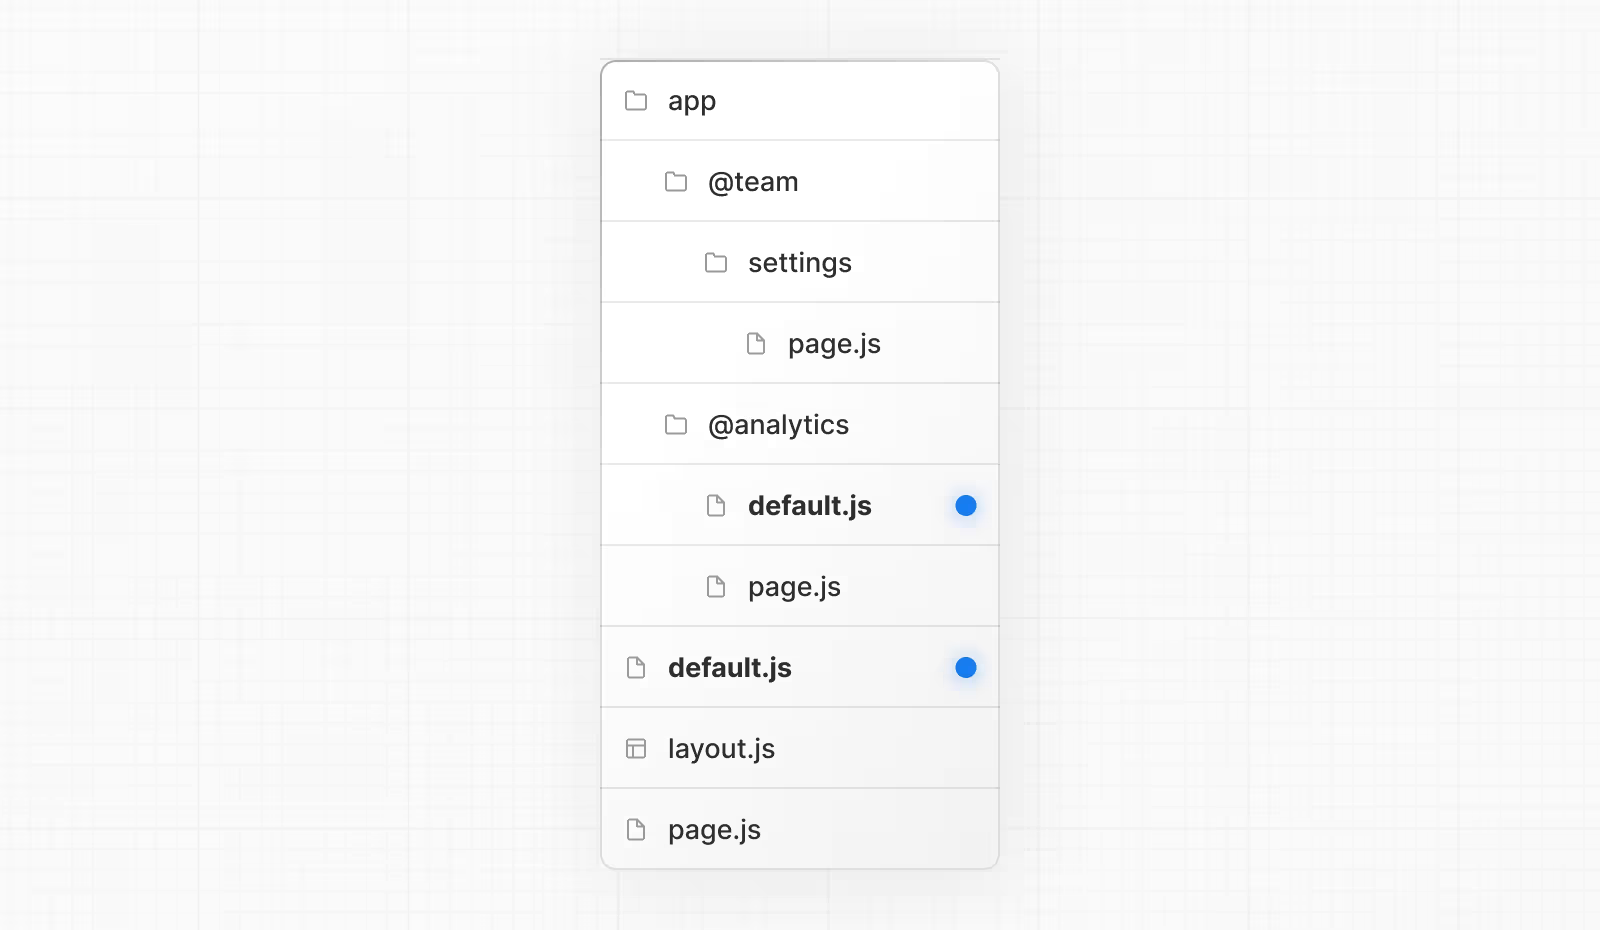 app
@team
settings
page.js
@analytics
default.js
page.js
default.js
layout.js
page.js